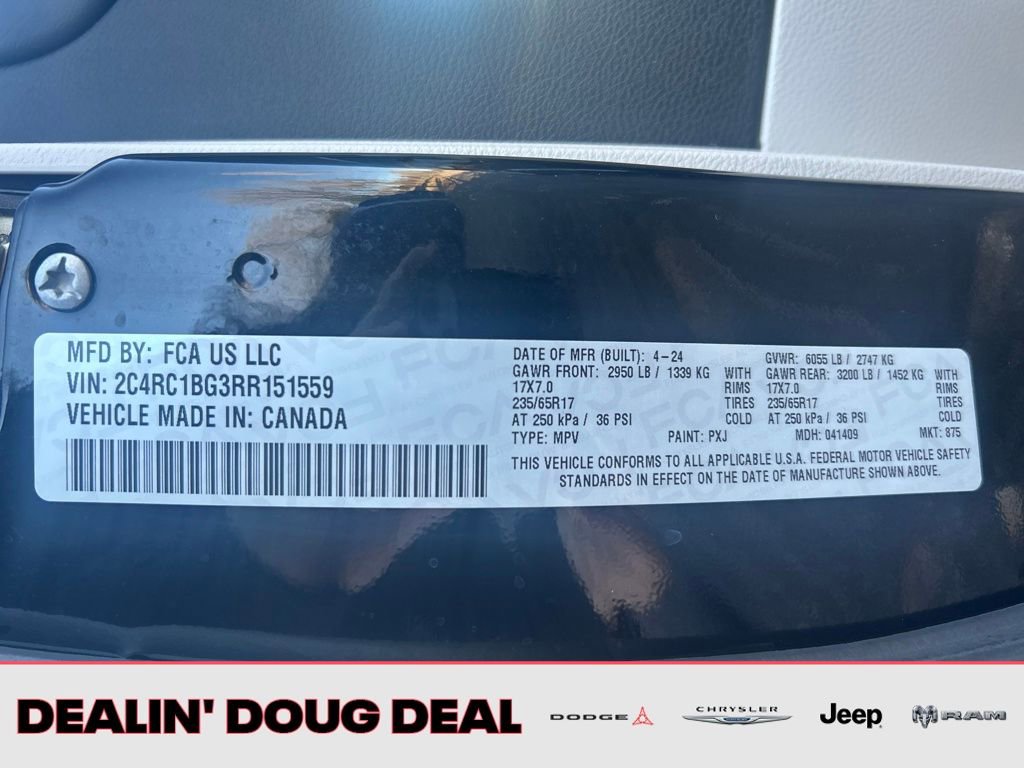 MFD BY: FCA US LLC
VIN: 2C4RC1BG3RR151559
VEHICLE MADE IN: CANADA
DATE OF MFR (BUILT): 4-24 GVWR: 6055 LB / 2747 KG
GAWR FRONT: 2950 LB / 1339 KG WITH GAWR REAR: 3200 LB / 1452 KG WITH
17X7.0 RIMS 17X7.0 RIMS
235/65R17 TIRES 235/65R17 TIRES
AT 250 kPa / 36 PSI COLD AT 250 kPa / 36 PSI COLD
TYPE: MPV PAINT: PXJ MDH: 041409 MKT: 875
THIS VEHICLE CONFORMS TO ALL APPLICABLE U.S.A. FEDERAL MOTOR VEHICLE SAFETY
STANDARDS IN EFFECT ON THE DATE OF MANUFACTURE SHOWN ABOVE.
DEALIN' DOUG DEAL DODGE CHRYSLER Jeep RAM